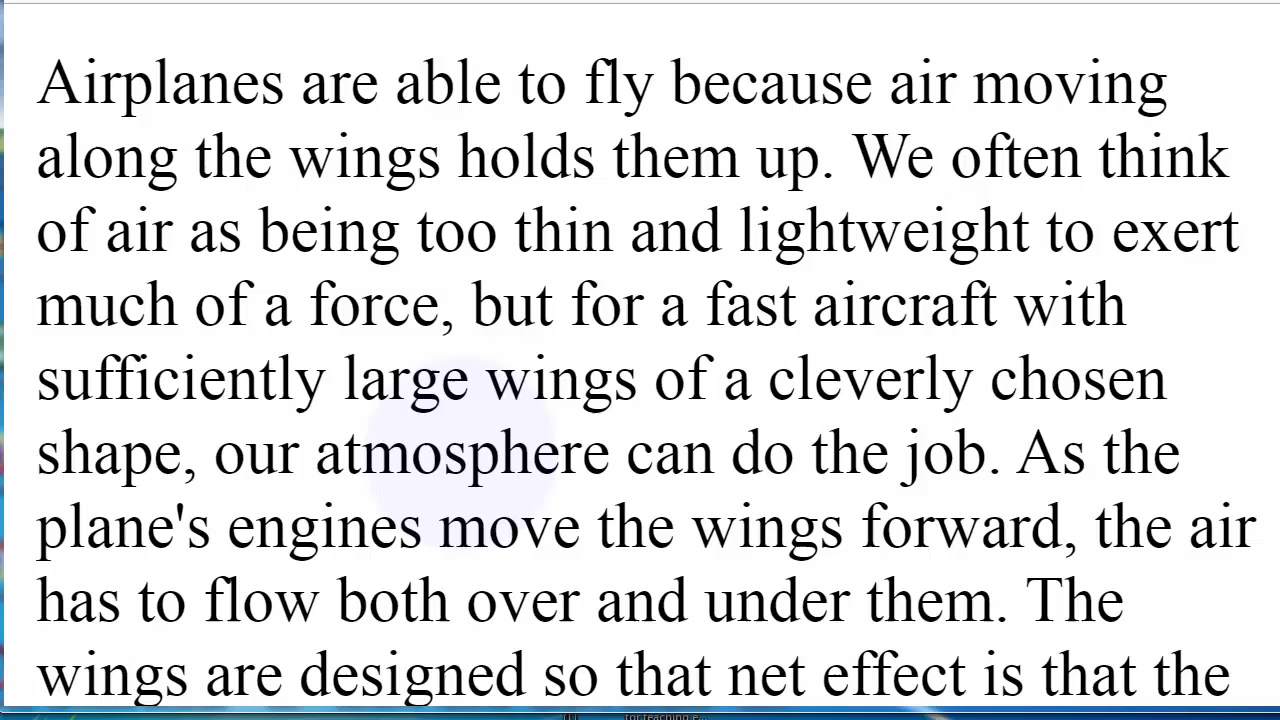 Airplanes are able to fly because air moving
along the wings holds them up. We often think
of air as being too thin and lightweight to exert
much of a force, but for a fast aircraft with
sufficiently large wings of a cleverly chosen
shape, our atmosphere can do the job. As the
plane's engines move the wings forward, the air
has to flow both over and under them. The
wings are designed so that net effect is that the
for teaching e...